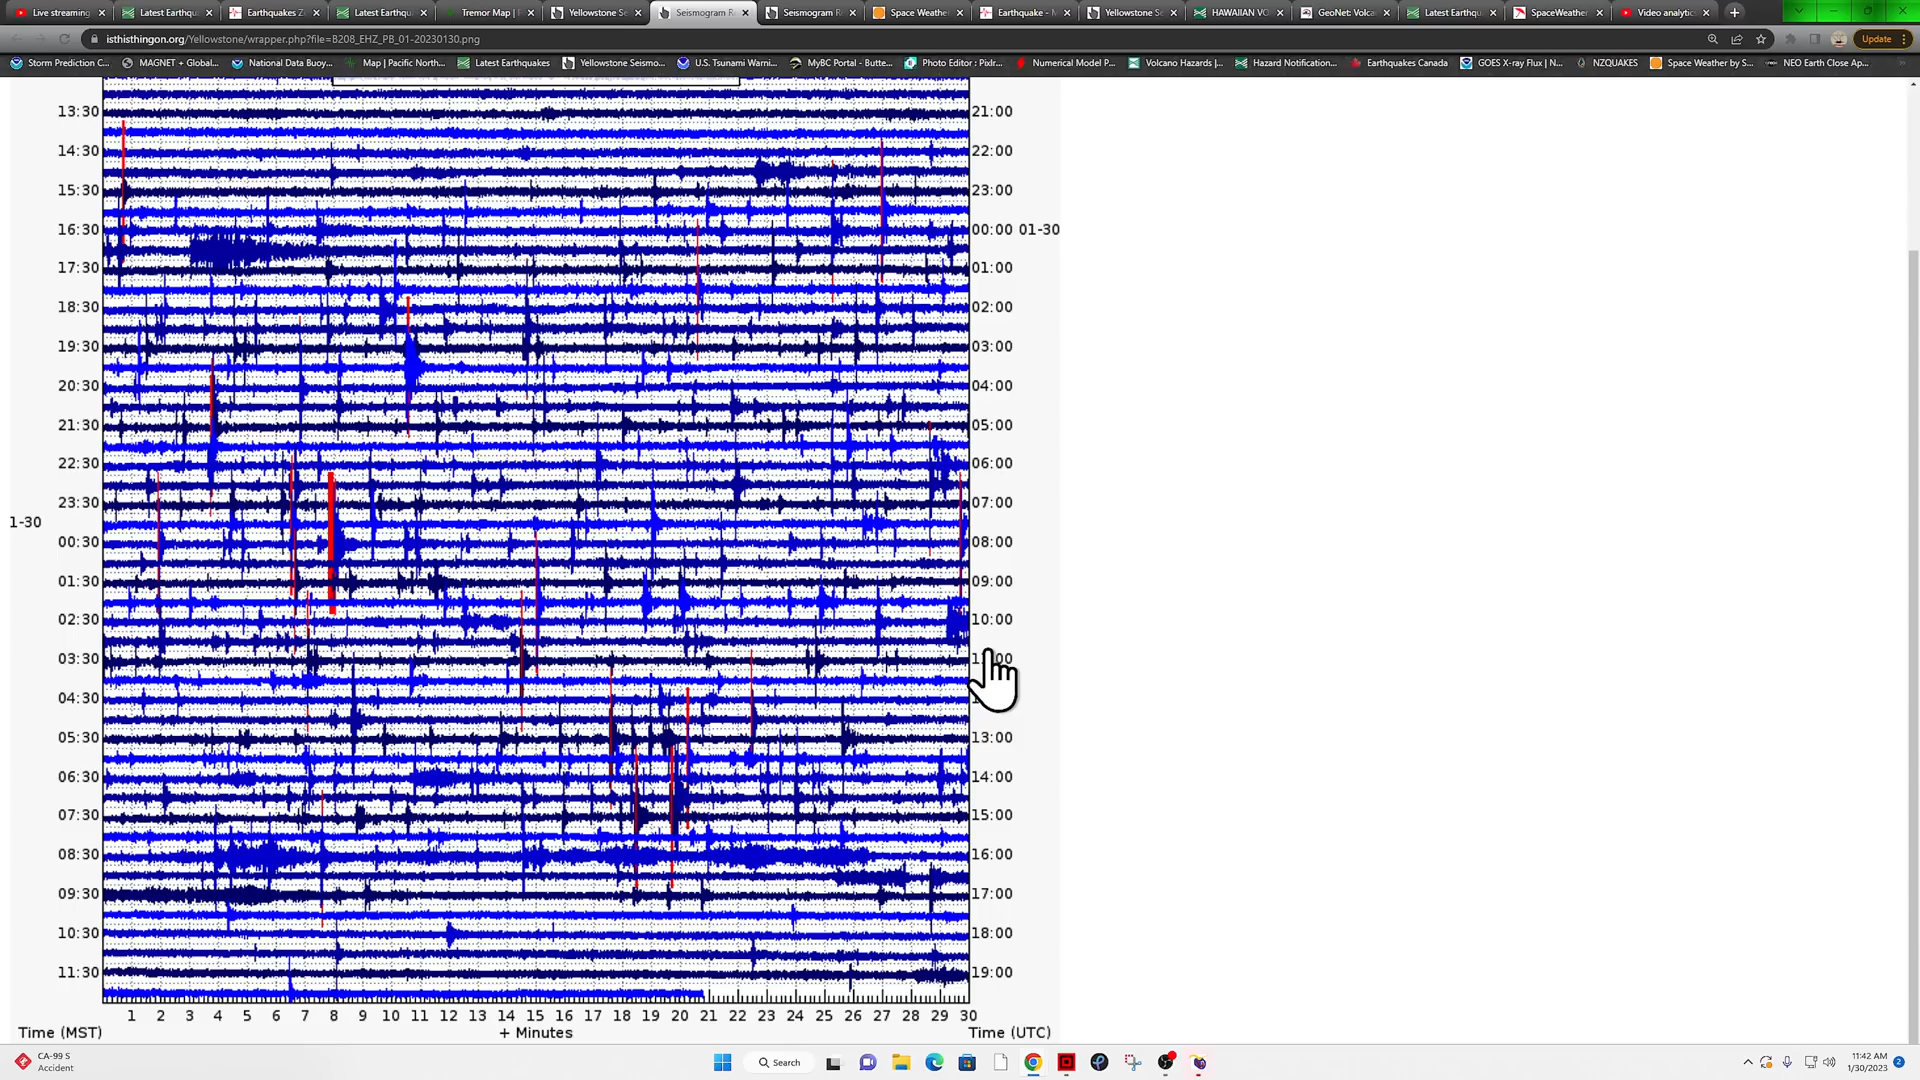 Live streaming
Latest Earthqu
Earthquakes Z
Latest Earthqu
Tremor Map |
Yellowstone Se
Seismogram R
Seismogram R
Space Weathe
Earthquake - M
Yellowstone Se
HAWAIIAN VO
GeoNet: Volca
Latest Earthqu
SpaceWeather
Video analytic
isthisthingon.org/Yellowstone/wrapper.php?file=B208_EHZ_PB_01-20230130.png
Update
Storm Prediction C...
MAGNET + Global...
National Data Buoy...
Map | Pacific North...
Latest Earthquakes
Yellowstone Seismo...
U.S. Tsunami Warni...
MyBC Portal - Butte...
Photo Editor : Pixlr...
Numerical Model P...
Volcano Hazards |...
Hazard Notification...
Earthquakes Canada
GOES X-ray Flux | N...
NZQUAKES
Space Weather by S...
NEO Earth Close Ap...
13:30 21:00
14:30 22:00
15:30 23:00
16:30 00:00 01-30
17:30 01:00
18:30 02:00
19:30 03:00
20:30 04:00
21:30 05:00
22:30 06:00
23:30 07:00
1-30
00:30 08:00
01:30 09:00
02:30 10:00
03:30
04:30
05:30 13:00
06:30 14:00
07:30 15:00
08:30 16:00
09:30 17:00
10:30 18:00
11:30 19:00
1 2 3 4 5 6 7 8 9 10 11 12 13 14 15 16 17 18 19 20 21 22 23 24 25 26 27 28 29 30
Time (MST) + Minutes Time (UTC)
CA-99 S
Accident
Search
11:42 AM
1/30/2023
2